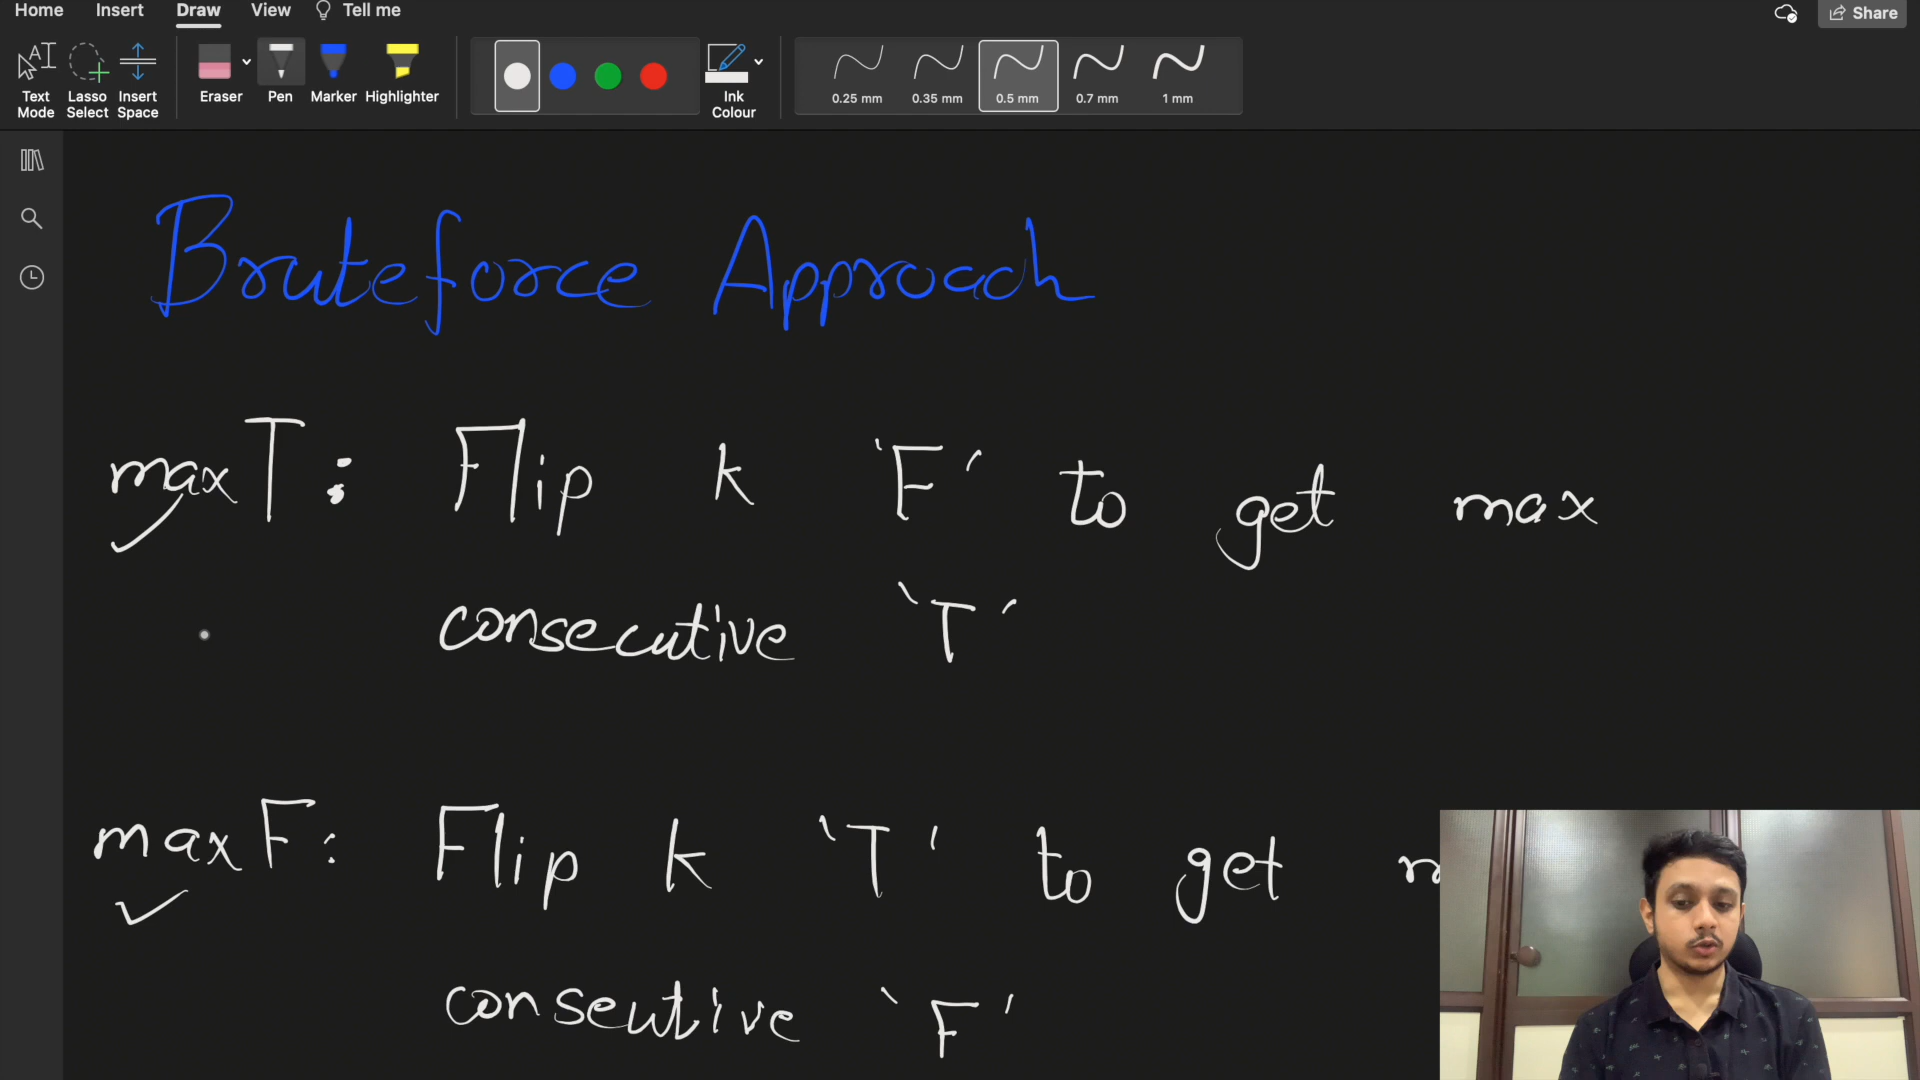 Home Insert Draw View Tell me Share
Text Mode Lasso Select Insert Space Eraser Pen Marker Highlighter Ink Colour 0.25 mm 0.35 mm 0.5 mm 0.7 mm 1 mm
Bruteforce Approach
maxT: Flip k 'F' to get max
consecutive 'T'
maxF: Flip k 'T' to get
conseutive 'F'